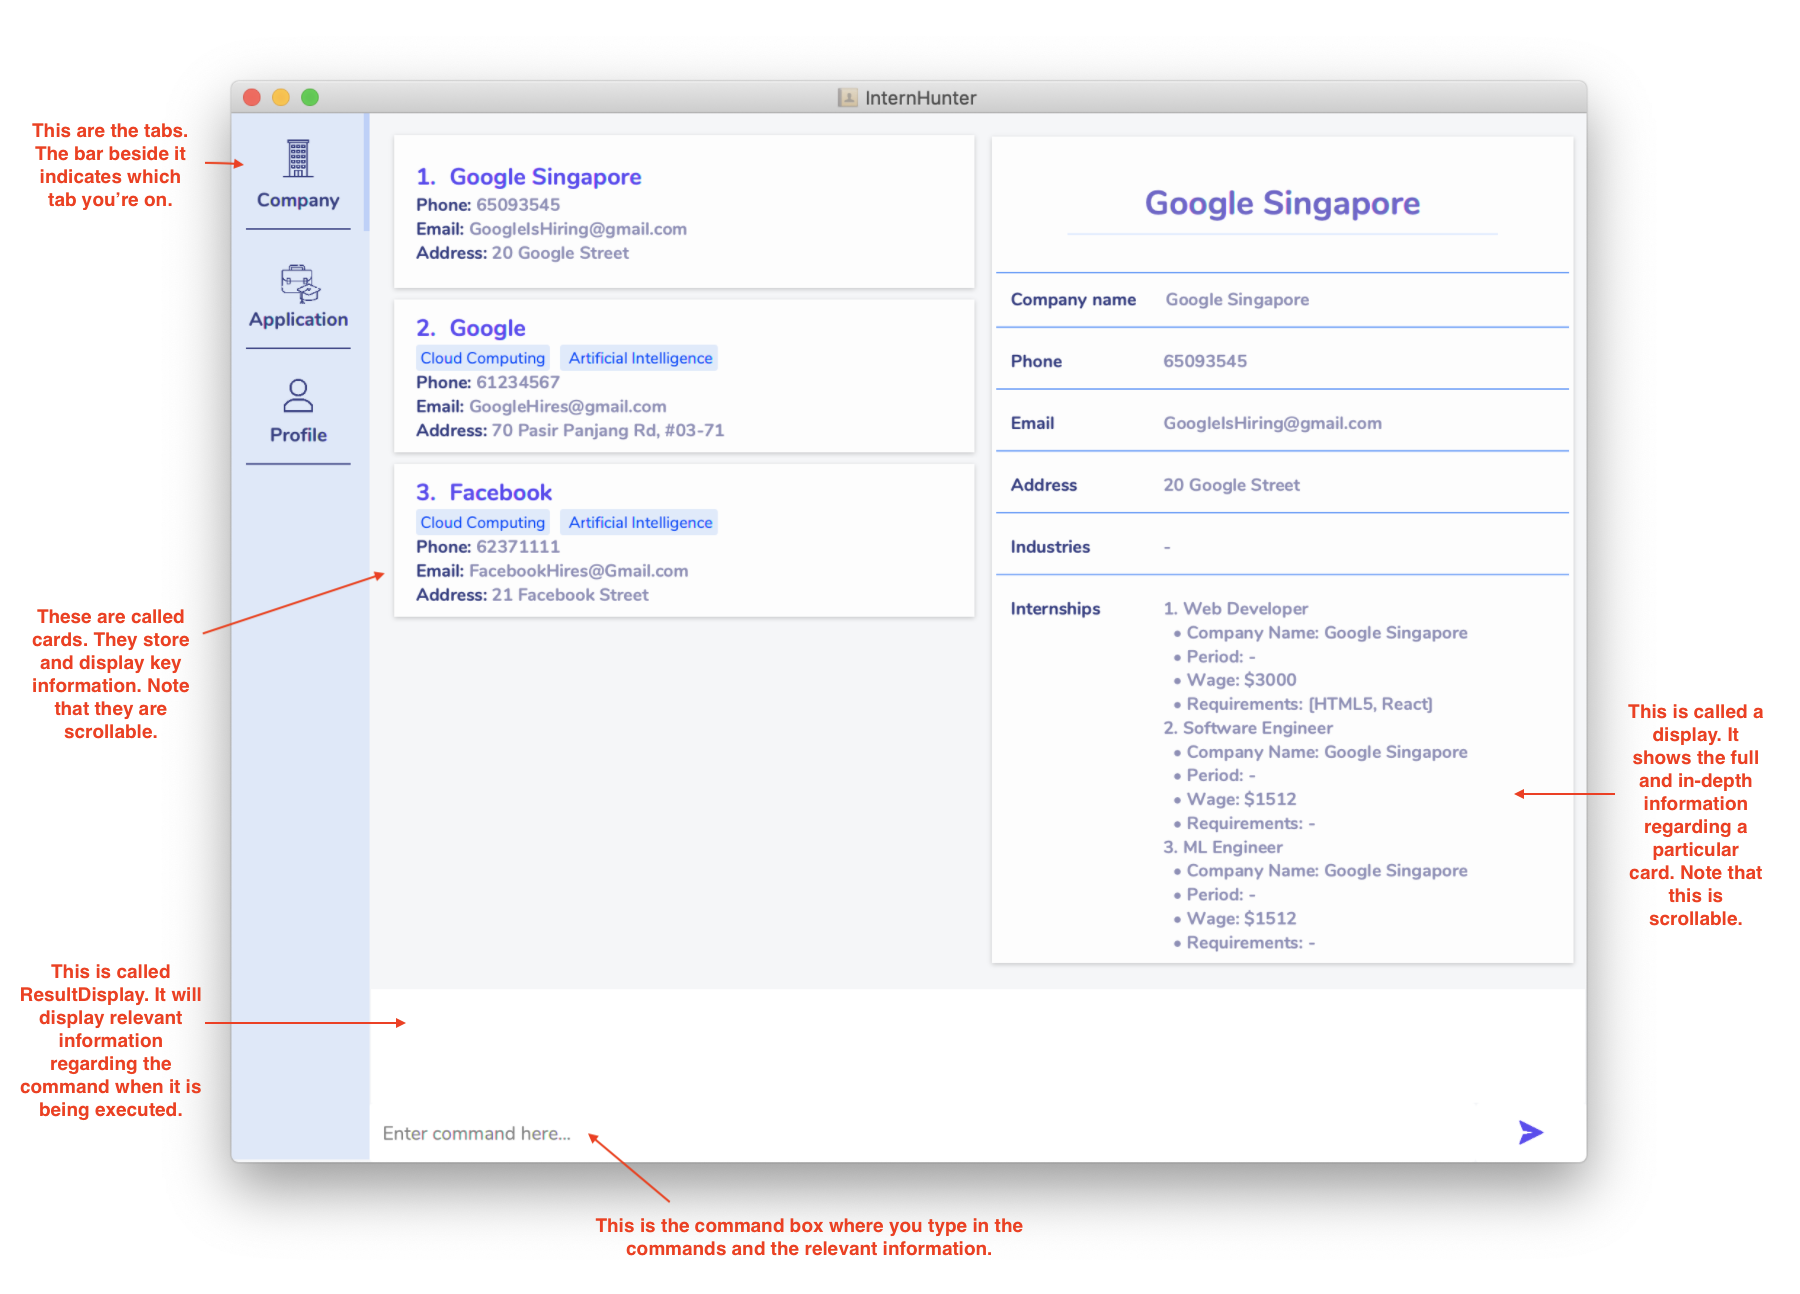 InternHunter
This are the tabs.
The bar beside it
indicates which
tab you're on.
Company
Application
Profile
1. Google Singapore
Phone: 65093545
Email: GoogleIsHiring@gmail.com
Address: 20 Google Street
2. Google
Cloud Computing Artificial Intelligence
Phone: 61234567
Email: GoogleHires@gmail.com
Address: 70 Pasir Panjang Rd, #03-71
3. Facebook
Cloud Computing Artificial Intelligence
Phone: 62371111
Email: FacebookHires@Gmail.com
Address: 21 Facebook Street
These are called
cards. They store
and display key
information. Note
that they are
scrollable.
Google Singapore
Company name Google Singapore
Phone 65093545
Email GoogleIsHiring@gmail.com
Address 20 Google Street
Industries -
Internships 1. Web Developer
• Company Name: Google Singapore
• Period: -
• Wage: $3000
• Requirements: [HTML5, React]
2. Software Engineer
• Company Name: Google Singapore
• Period: -
• Wage: $1512
• Requirements: -
3. ML Engineer
• Company Name: Google Singapore
• Period: -
• Wage: $1512
• Requirements: -
This is called a
display. It
shows the full
and in-depth
information
regarding a
particular
card. Note that
this is
scrollable.
This is called
ResultDisplay. It will
display relevant
information
regarding the
command when it is
being executed.
Enter command here...
This is the command box where you type in the
commands and the relevant information.